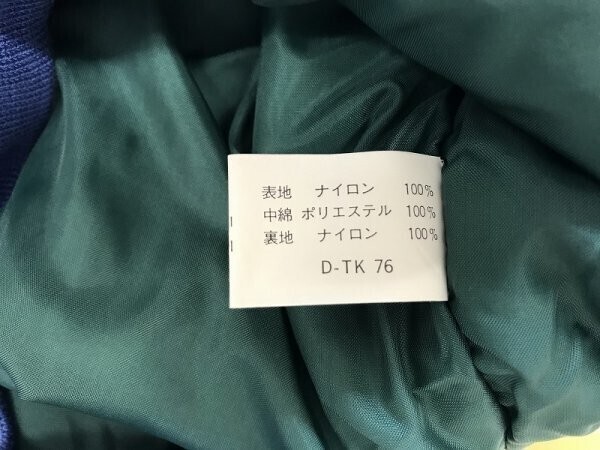 表地 ナイロン 100%
中綿 ポリエステル 100%
裏地 ナイロン 100%
D-TK 76